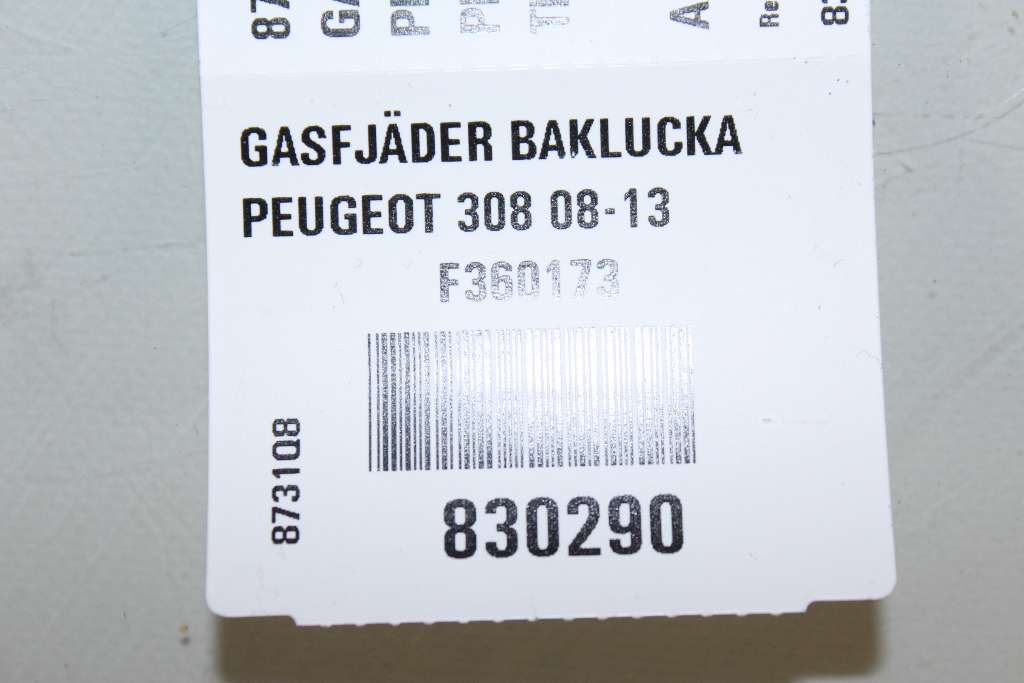 GASFJÄDER BAKLUCKA
PEUGEOT 308 08-13
F360173
873108
830290